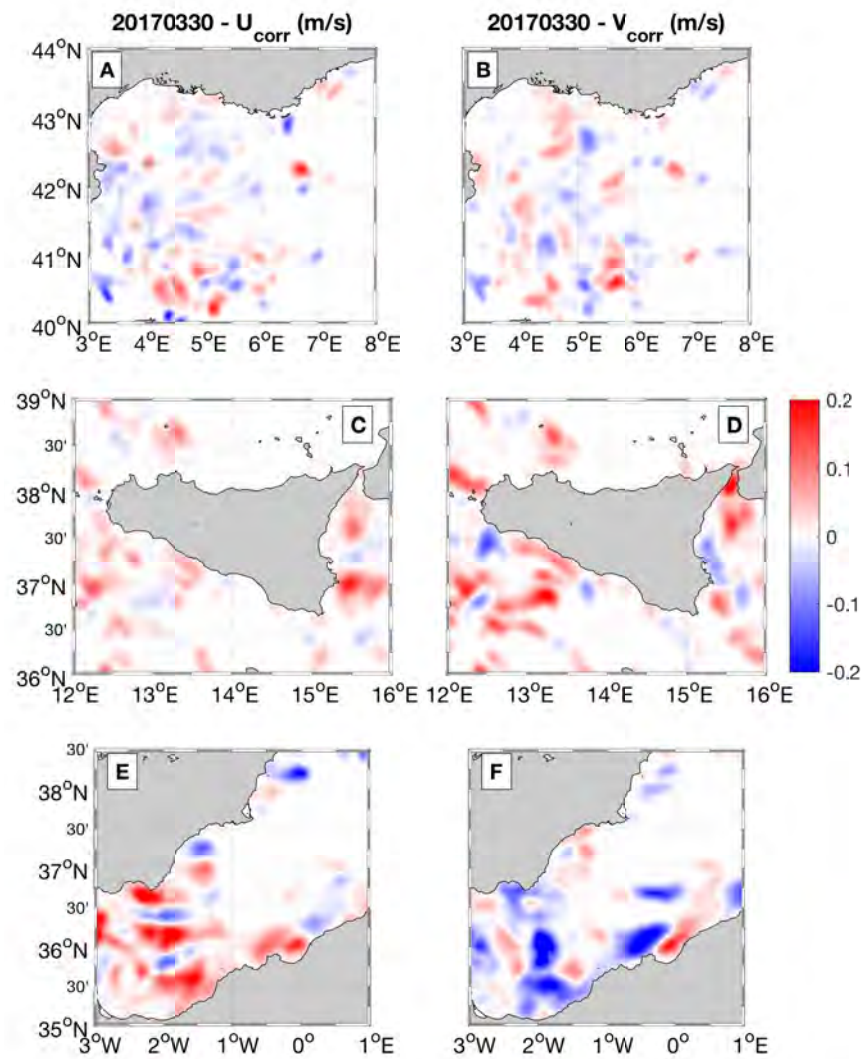 20170330 - U_corr (m/s) 20170330 - V_corr (m/s)
44°N
A B
43°N
42°N
41°N
40°N
3°E 4°E 5°E 6°E 7°E 8°E 3°E 4°E 5°E 6°E 7°E 8°E
39°N
C D
30'
38°N
30'
37°N
30'
36°N
12°E 13°E 14°E 15°E 16°E 12°E 13°E 14°E 15°E 16°E
0.2
0.1
0
-0.1
-0.2
30'
E F
38°N
30'
37°N
30'
36°N
30'
35°N
3°W 2°W 1°W 0° 1°E 3°W 2°W 1°W 0° 1°E